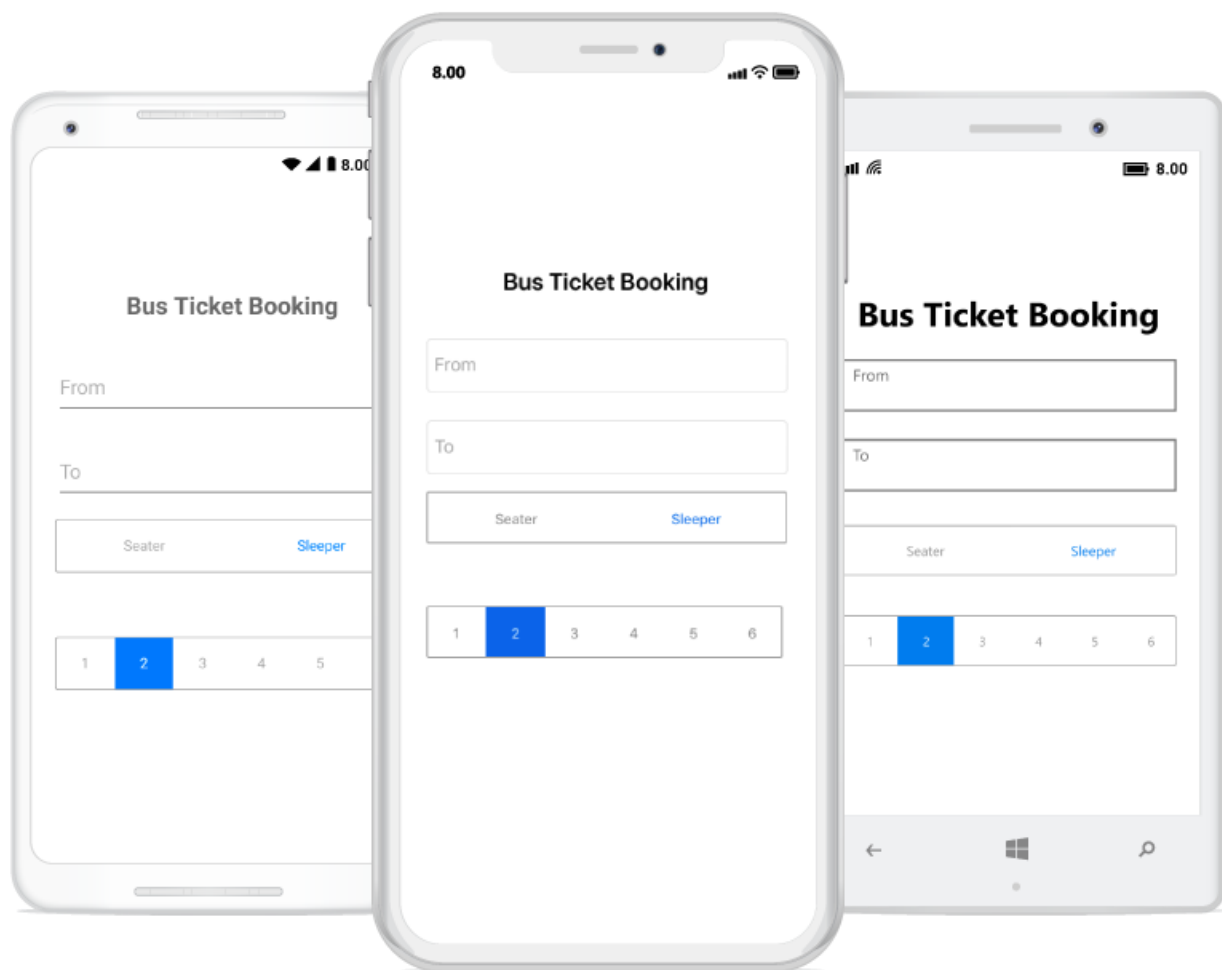 8.00
Bus Ticket Booking
From
To
Seater Sleeper
1 2 3 4 5
8.00
Bus Ticket Booking
From
To
Seater Sleeper
1 2 3 4 5 6
8.00
Bus Ticket Booking
From
To
Seater Sleeper
1 2 3 4 5 6